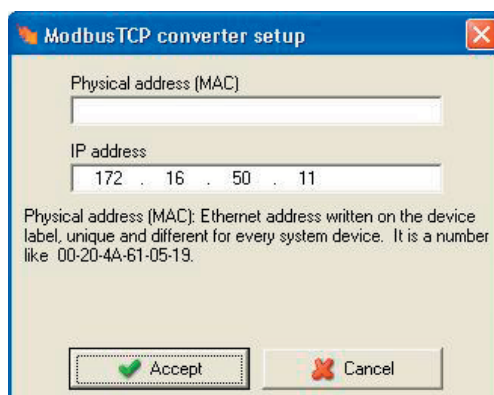 ModbusTCP converter setup
Physical address (MAC)
IP address
172 . 16 . 50 . 11
Physical address (MAC): Ethernet address written on the device
label, unique and different for every system device. It is a number
like 00-20-4A-61-05-19.
Accept
Cancel